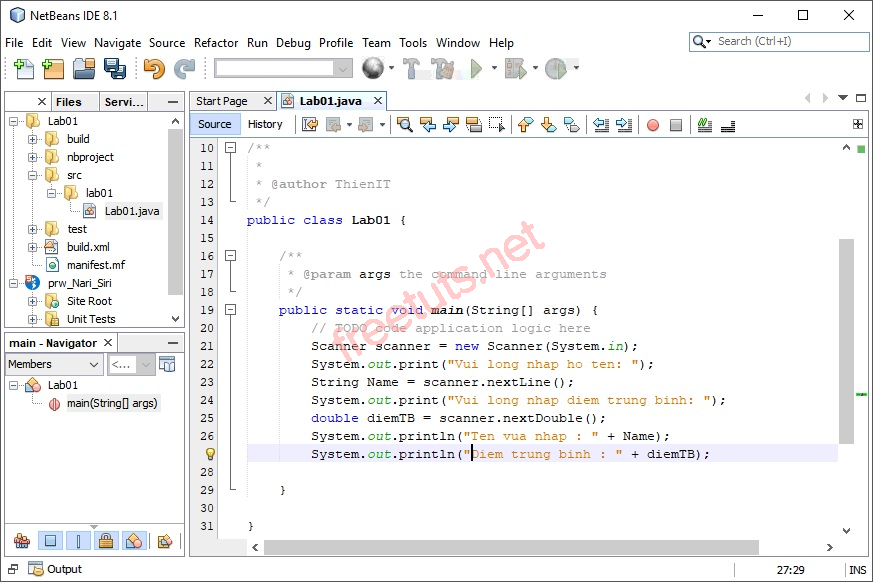 NetBeans IDE 8.1
File Edit View Navigate Source Refactor Run Debug Profile Team Tools Window Help
Search (Ctrl+I)
Files Servi...
Start Page Lab01.java
Source History
Lab01
build
nbproject
src
lab01
Lab01.java
test
build.xml
manifest.mf
prw_Nari_Siri
Site Root
Unit Tests
main - Navigator
Members <...
Lab01
main(String[] args)
10 /**
11 *
12 * @author ThienIT
13 */
14 public class Lab01 {
15
16 /**
17 * @param args the command line arguments
18 */
19 public static void main(String[] args) {
20 // TODO code application logic here
21 Scanner scanner = new Scanner(System.in);
22 System.out.print("Vui long nhap ho ten: ");
23 String Name = scanner.nextLine();
24 System.out.print("Vui long nhap diem trung binh: ");
25 double diemTB = scanner.nextDouble();
26 System.out.println("Ten vua nhap : " + Name);
System.out.println("Diem trung binh : " + diemTB);
28
29 }
30
31 }
freetuts.net
Output
27:29 INS